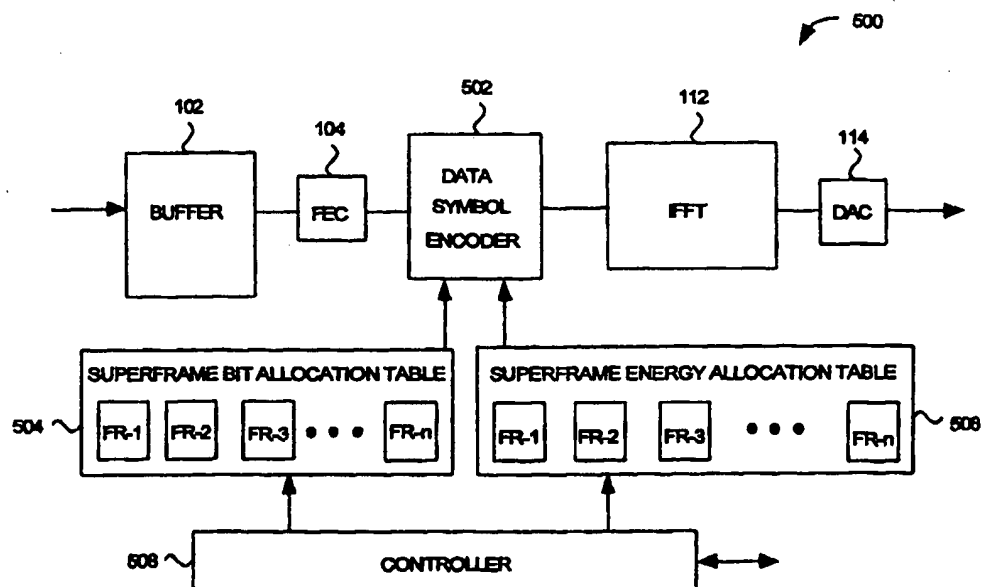 500
102
104
502
112
114
BUFFER
FEC
DATA
SYMBOL
ENCODER
IFFT
DAC
SUPERFRAME BIT ALLOCATION TABLE
FR-1 FR-2 FR-3 • • • FR-n
504
SUPERFRAME ENERGY ALLOCATION TABLE
FR-1 FR-2 FR-3 • • • FR-n
508
508
CONTROLLER